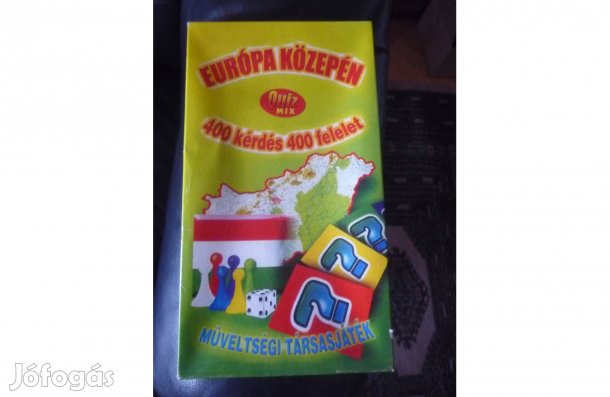 EURÓPA KÖZEPÉN
Quiz
MIX
400 kérdés 400 felelet
? ? ?
MŰVELTSÉGI TÁRSASJÁTÉK
Jófogás